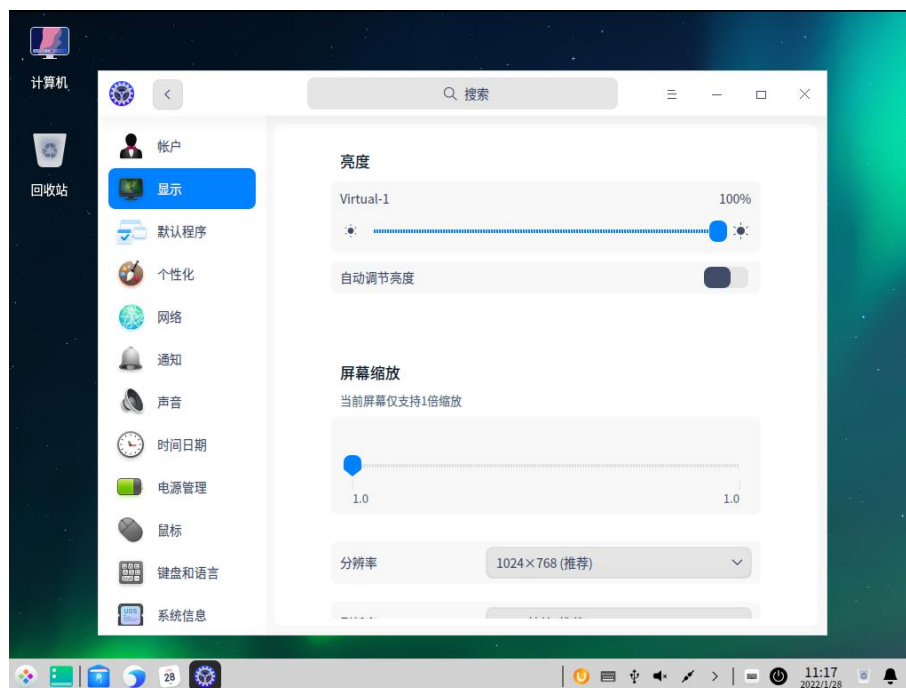 计算机
回收站
搜索
帐户
显示
默认程序
个性化
网络
通知
声音
时间日期
电源管理
鼠标
键盘和语言
系统信息
亮度
Virtual-1 100%
自动调节亮度
屏幕缩放
当前屏幕仅支持1倍缩放
1.0 1.0
分辨率 1024×768 (推荐)
UOS
28
11:17
2022/1/28